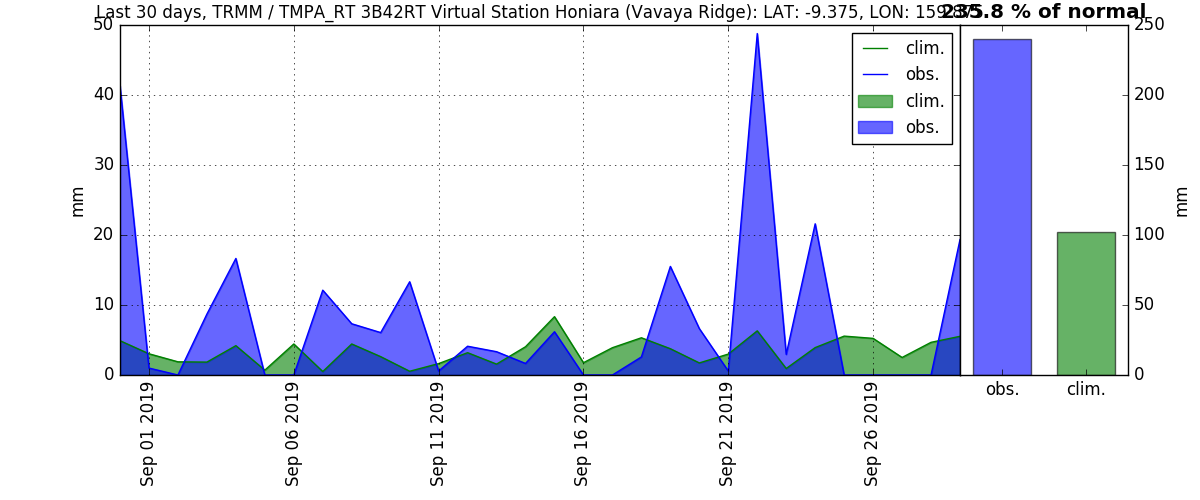 Last 30 days, TRMM / TMPA_RT 3B42RT Virtual Station Honiara (Vavaya Ridge): LAT: -9.375, LON:
235.8 % of normal
50
40
30
20
10
0
mm
clim.
obs.
clim.
obs.
Sep 01 2019
Sep 06 2019
Sep 11 2019
Sep 16 2019
Sep 21 2019
Sep 26 2019
250
200
150
100
50
0
mm
obs.
clim.